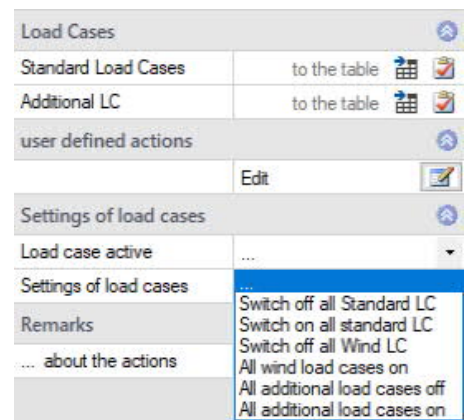 Load Cases
Standard Load Cases to the table
Additional LC to the table
user defined actions
Edit
Settings of load cases
Load case active ...
Settings of load cases ...
Switch off all Standard LC
Switch on all standard LC
Remarks Switch off all Wind LC
All wind load cases on
... about the actions All additional load cases off
All additional load cases on